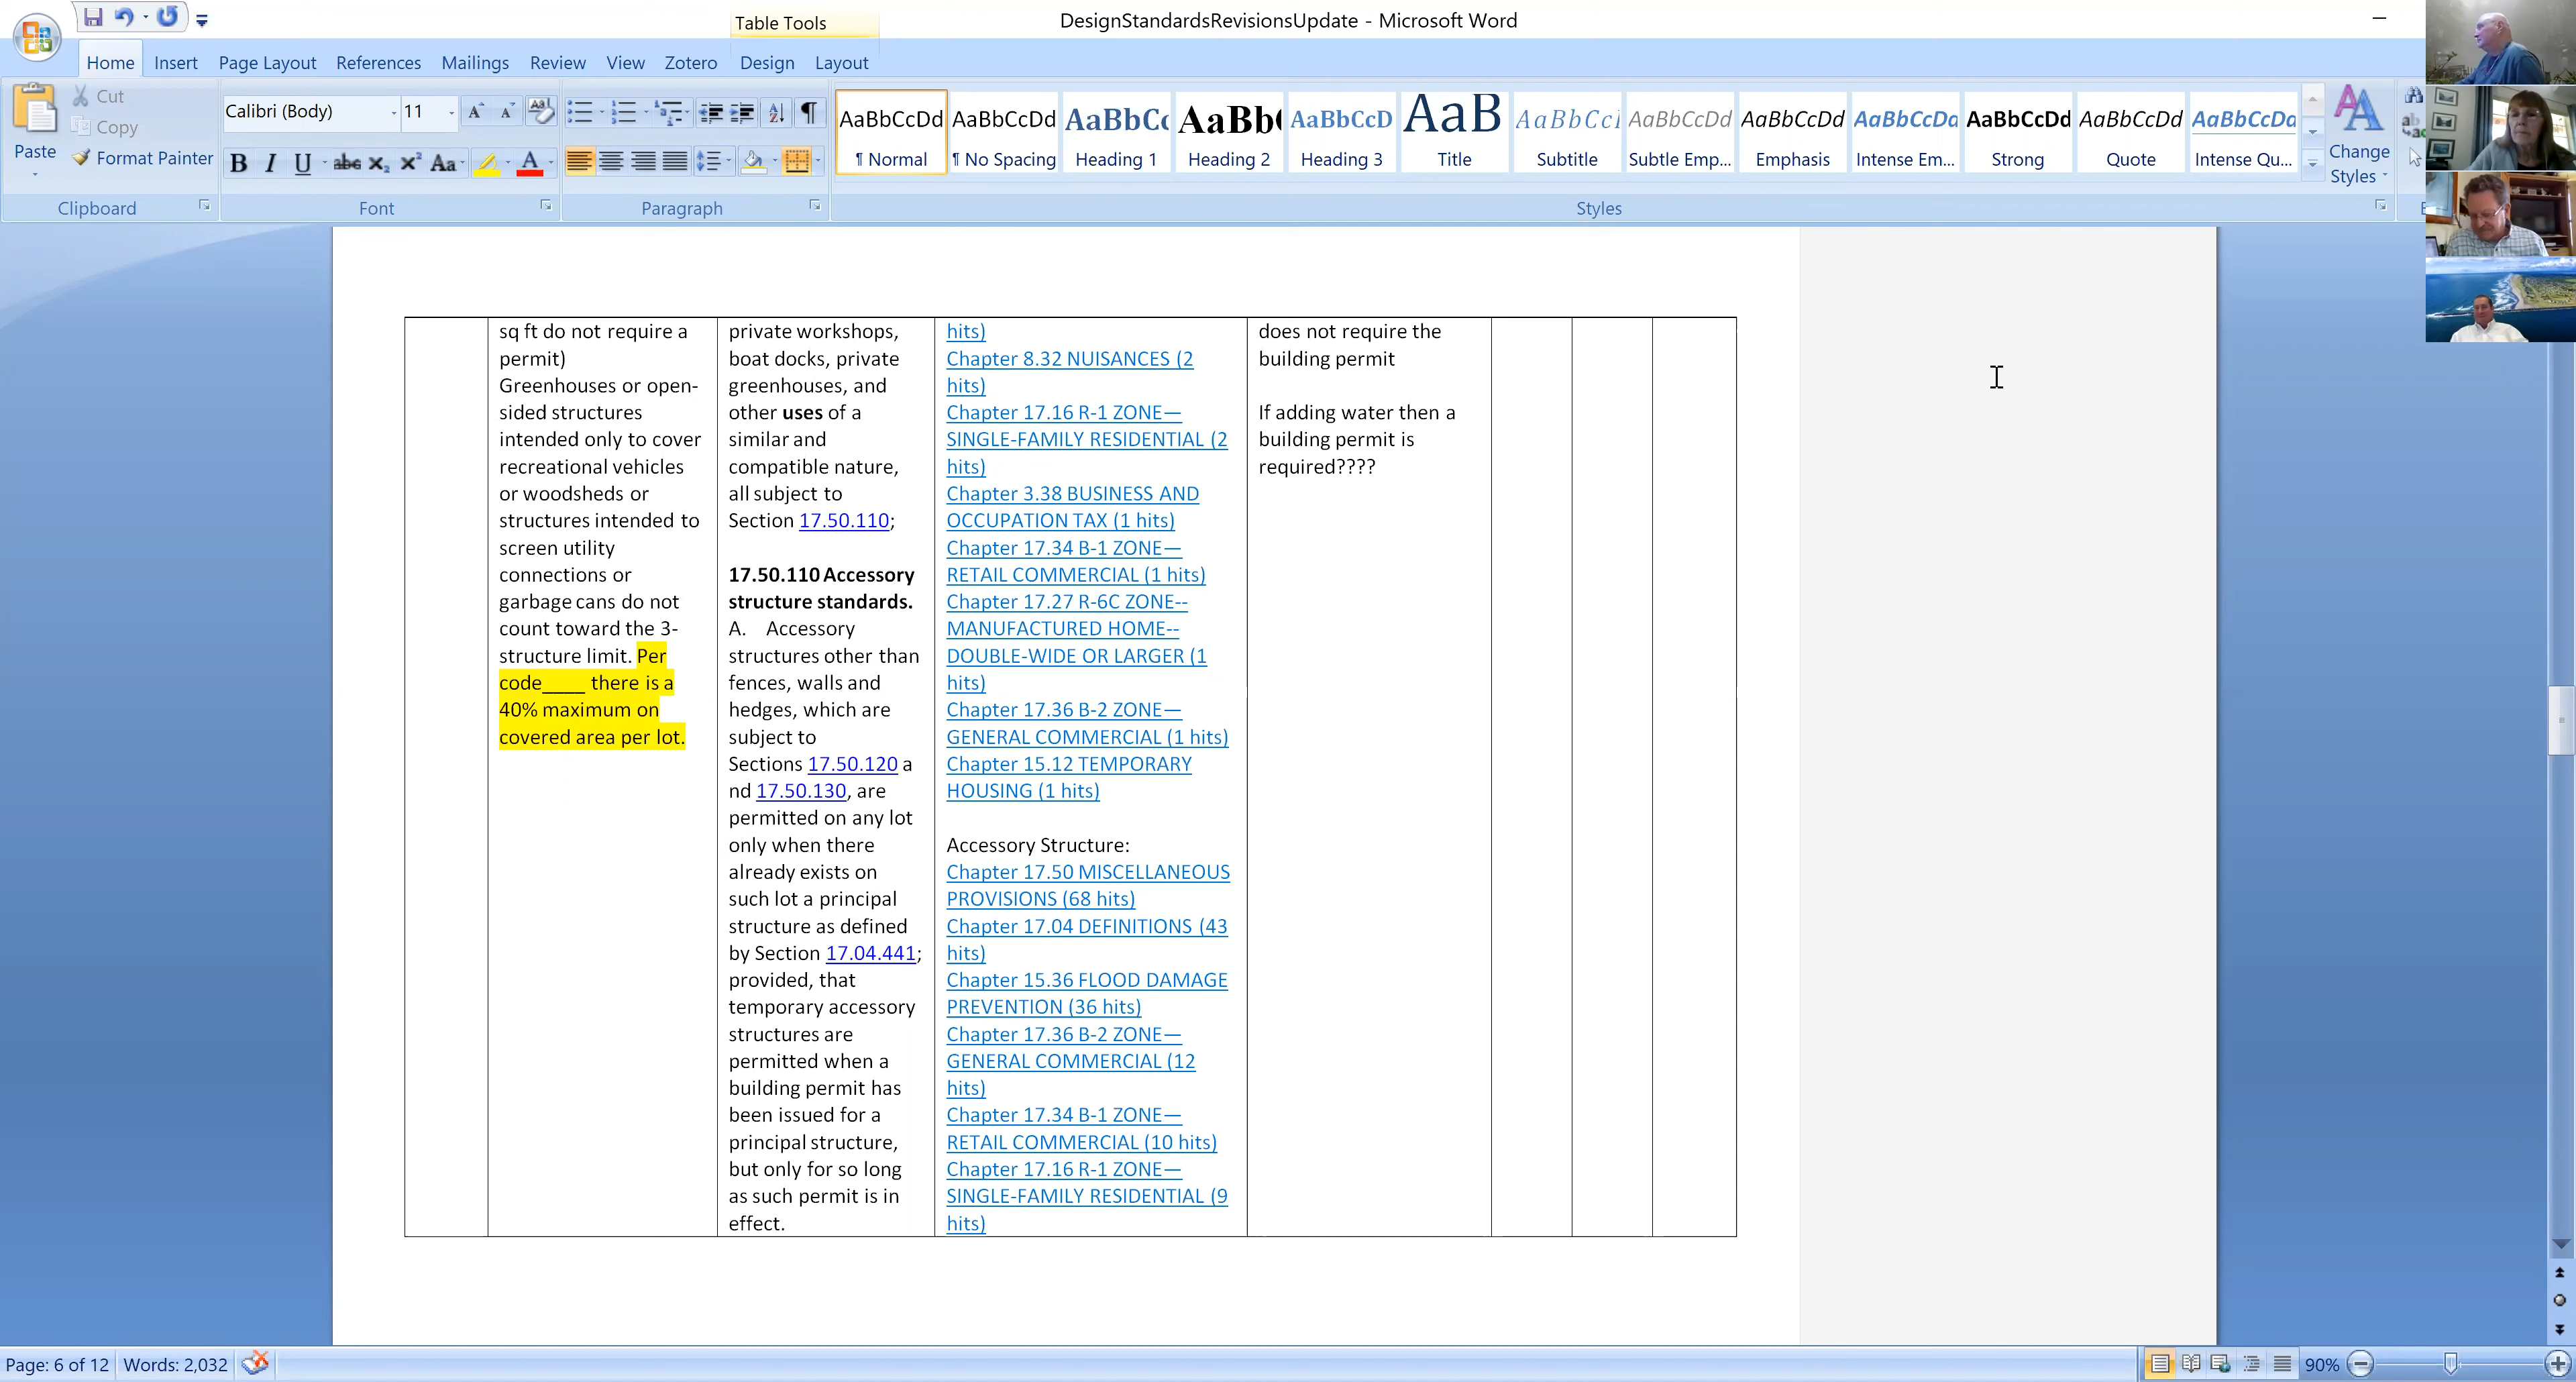 DesignStandardsRevisionsUpdate - Microsoft Word
Table Tools
Home Insert Page Layout References Mailings Review View Zotero Design Layout
Paste
Cut
Copy
Format Painter
Clipboard
Calibri (Body) 11
Font
Paragraph
AaBbCcDd AaBbCcDd AaBbCc AaBb( AaBbCcD AaB AaBbCcI AaBbCcDd AaBbCcDd AaBbCcDa AaBbCcDd AaBbCcDd AaBbCcDa
¶ Normal ¶ No Spacing Heading 1 Heading 2 Heading 3 Title Subtitle Subtle Emp... Emphasis Intense Em... Strong Quote Intense Qu...
Change
Styles
Styles
sq ft do not require a
permit)
Greenhouses or open-
sided structures
intended only to cover
recreational vehicles
or woodsheds or
structures intended to
screen utility
connections or
garbage cans do not
count toward the 3-
structure limit. Per
code____ there is a
40% maximum on
covered area per lot.
private workshops,
boat docks, private
greenhouses, and
other uses of a
similar and
compatible nature,
all subject to
Section 17.50.110;
17.50.110 Accessory
structure standards.
A. Accessory
structures other than
fences, walls and
hedges, which are
subject to
Sections 17.50.120 a
nd 17.50.130, are
permitted on any lot
only when there
already exists on
such lot a principal
structure as defined
by Section 17.04.441;
provided, that
temporary accessory
structures are
permitted when a
building permit has
been issued for a
principal structure,
but only for so long
as such permit is in
effect.
hits)
Chapter 8.32 NUISANCES (2
hits)
Chapter 17.16 R-1 ZONE—
SINGLE-FAMILY RESIDENTIAL (2
hits)
Chapter 3.38 BUSINESS AND
OCCUPATION TAX (1 hits)
Chapter 17.34 B-1 ZONE—
RETAIL COMMERCIAL (1 hits)
Chapter 17.27 R-6C ZONE--
MANUFACTURED HOME--
DOUBLE-WIDE OR LARGER (1
hits)
Chapter 17.36 B-2 ZONE—
GENERAL COMMERCIAL (1 hits)
Chapter 15.12 TEMPORARY
HOUSING (1 hits)
Accessory Structure:
Chapter 17.50 MISCELLANEOUS
PROVISIONS (68 hits)
Chapter 17.04 DEFINITIONS (43
hits)
Chapter 15.36 FLOOD DAMAGE
PREVENTION (36 hits)
Chapter 17.36 B-2 ZONE—
GENERAL COMMERCIAL (12
hits)
Chapter 17.34 B-1 ZONE—
RETAIL COMMERCIAL (10 hits)
Chapter 17.16 R-1 ZONE—
SINGLE-FAMILY RESIDENTIAL (9
hits)
does not require the
building permit
If adding water then a
building permit is
required????
Page: 6 of 12 Words: 2,032
90%